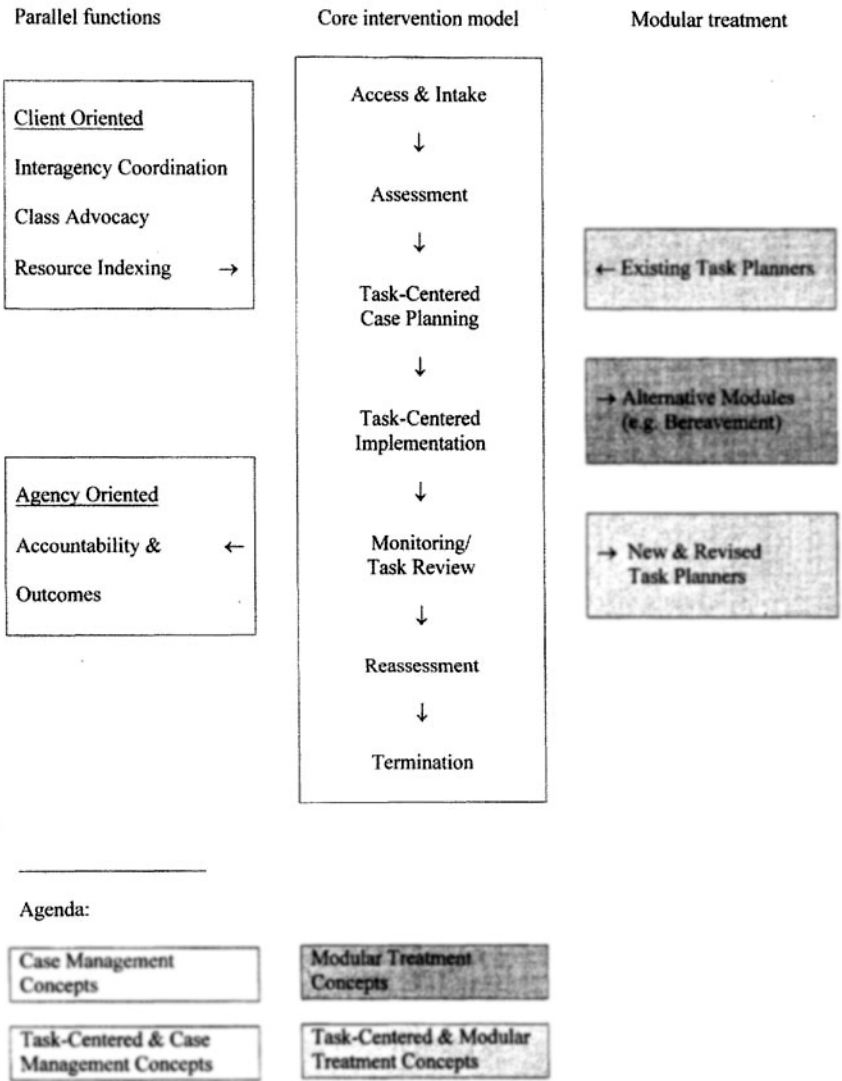 Parallel functions
Core intervention model
Modular treatment
Client Oriented
Interagency Coordination
Class Advocacy
Resource Indexing →
Agency Oriented
Accountability & ←
Outcomes
Access & Intake
↓
Assessment
↓
Task-Centered
Case Planning
↓
Task-Centered
Implementation
↓
Monitoring/
Task Review
↓
Reassessment
↓
Termination
← Existing Task Planners
→ Alternative Modules
(e.g. Bereavement)
→ New & Revised
Task Planners
Agenda:
Case Management
Concepts
Modular Treatment
Concepts
Task-Centered & Case
Management Concepts
Task-Centered & Modular
Treatment Concepts